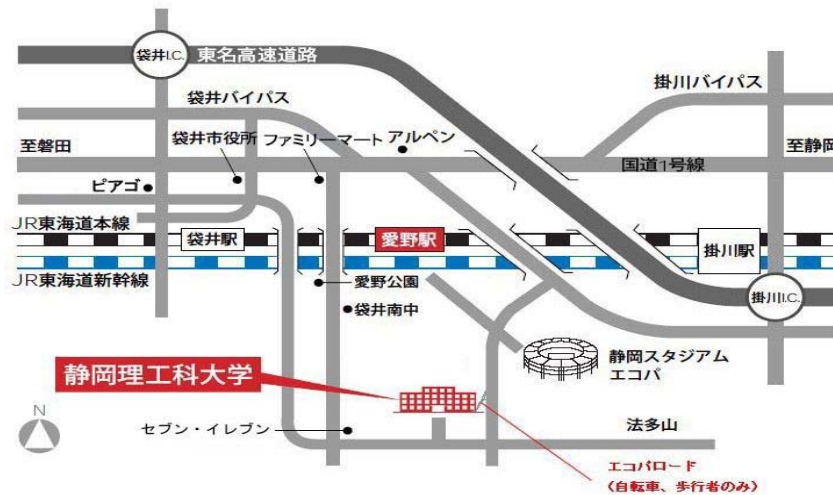 袋井I.C.
東名高速道路
袋井バイパス
掛川バイパス
至磐田
袋井市役所
ファミリーマート
アルペン
国道1号線
至静岡
ピアゴ
JR東海道本線
袋井駅
愛野駅
掛川駅
JR東海道新幹線
愛野公園
掛川I.C.
袋井南中
静岡スタジアム
エコパ
静岡理工科大学
N
セブン・イレブン
法多山
エコパロード
(自転車、歩行者のみ)